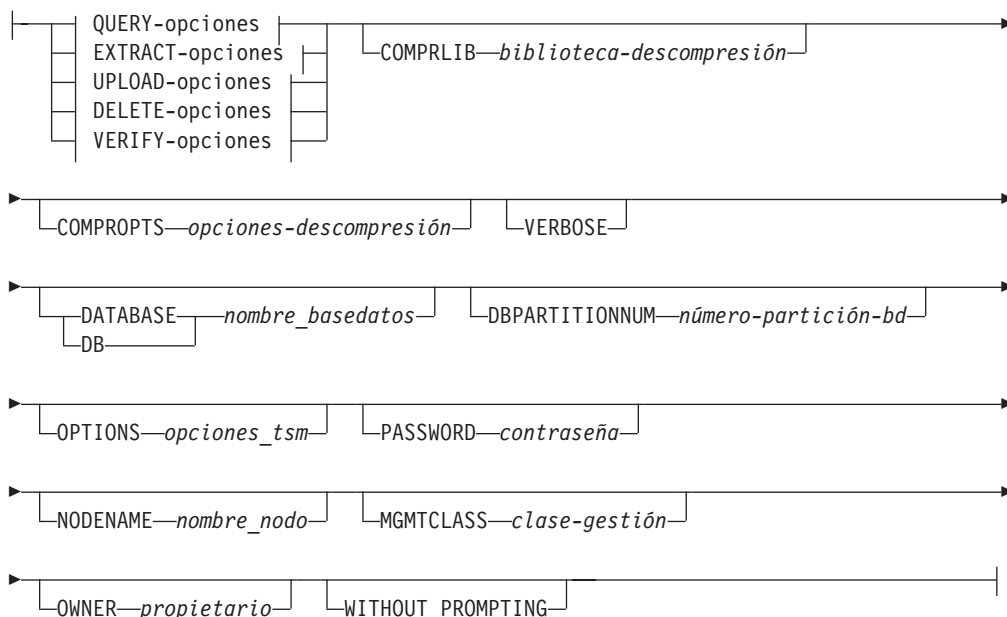 QUERY-opciones
EXTRACT-opciones
UPLOAD-opciones
DELETE-opciones
VERIFY-opciones
COMPRLIB biblioteca-descompresión
COMPROPTS opciones-descompresión VERBOSE
DATABASE nombre_basedatos DBPARTITIONNUM número-partición-bd
DB
OPTIONS opciones_tsm PASSWORD contraseña
NODENAME nombre_nodo MGMTCLASS clase-gestión
OWNER propietario WITHOUT PROMPTING